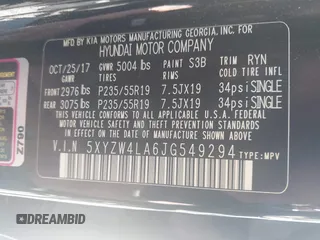 MFD. BY KIA MOTORS MANUFACTURING GEORGIA, INC. FOR
HYUNDAI MOTOR COMPANY
OCT/25/17 GVWR 5004 lbs PAINT S3B TRIM RYN
TIRES RIMS COLD TIRE INFLATION
FRONT 2976 lbs P235/55R19 7.5JX19 34psi SINGLE
REAR 3075 lbs P235/55R19 7.5JX19 34psi SINGLE
THIS VEHICLE CONFORMS TO ALL APPLICABLE U.S.A. FEDERAL
MOTOR VEHICLE SAFETY, BUMPER, AND THEFT PREVENTION STANDARDS IN EFFECT ON THE DATE OF MANUFACTURE SHOWN ABOVE.
V.I.N 5XYZW4LA6JG549294 TYPE:MPV
Z790
© DREAMBID